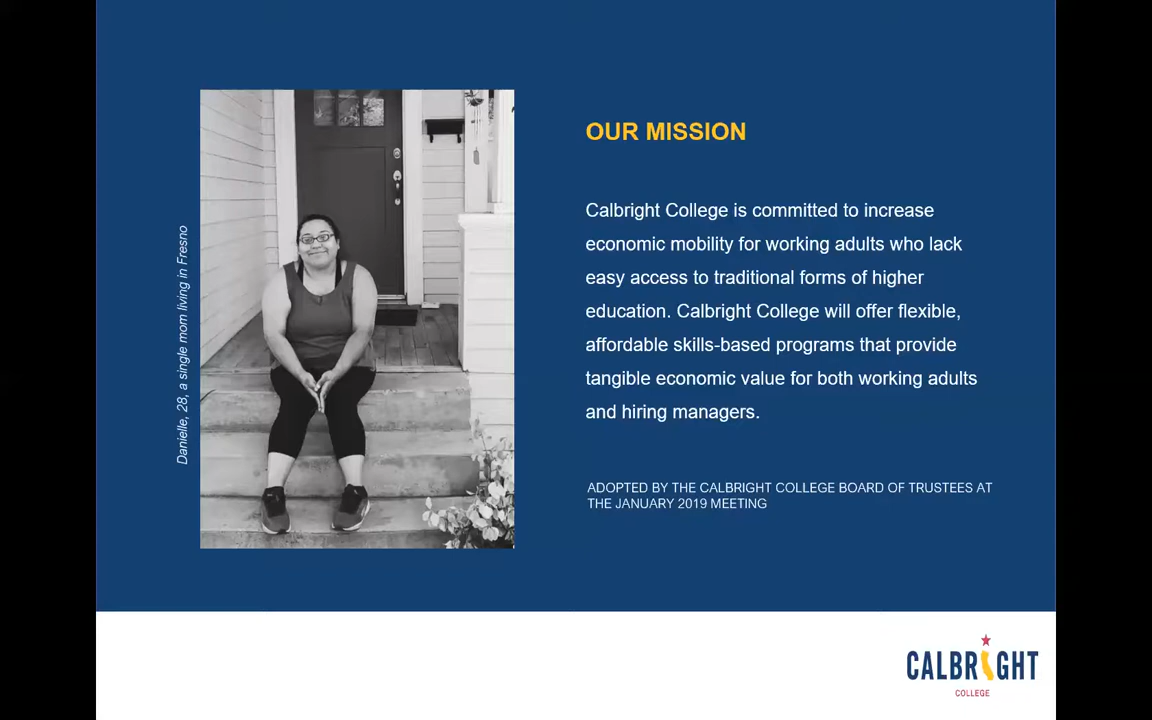 Danielle, 28, a single mom living in Fresno
OUR MISSION
Calbright College is committed to increase
economic mobility for working adults who lack
easy access to traditional forms of higher
education. Calbright College will offer flexible,
affordable skills-based programs that provide
tangible economic value for both working adults
and hiring managers.
ADOPTED BY THE CALBRIGHT COLLEGE BOARD OF TRUSTEES AT
THE JANUARY 2019 MEETING
CALBRIGHT
COLLEGE